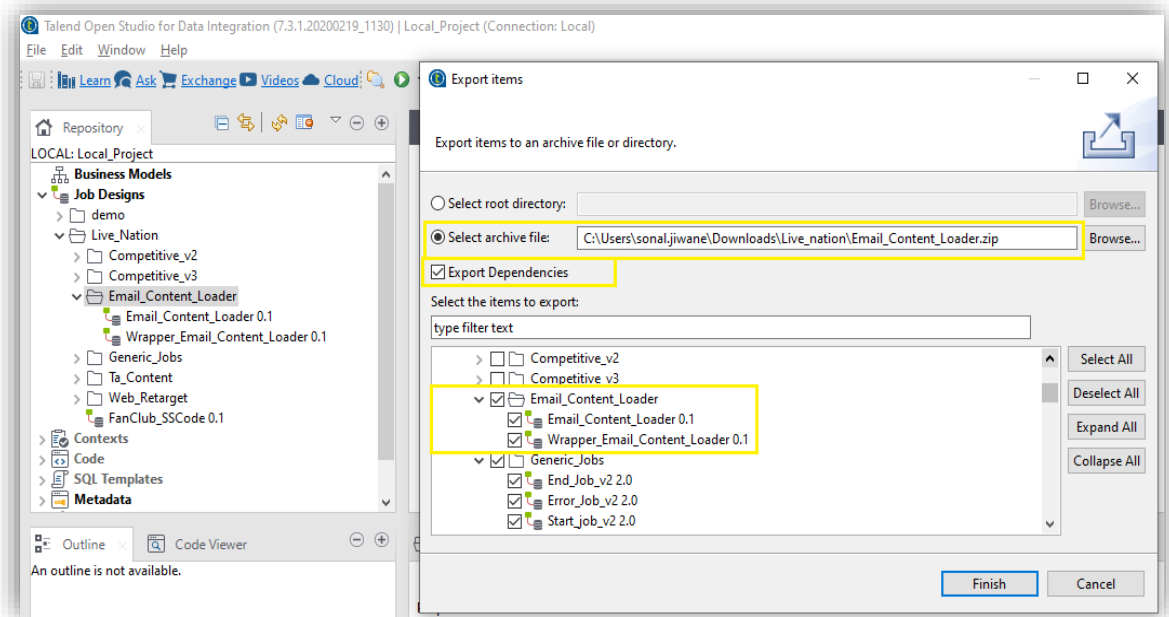 Talend Open Studio for Data Integration (7.3.1.20200219_1130) | Local_Project (Connection: Local)
File Edit Window Help
Learn Ask Exchange Videos Cloud
Repository
LOCAL: Local_Project
Business Models
Job Designs
demo
Live_Nation
Competitive_v2
Competitive_v3
Email_Content_Loader
Email_Content_Loader 0.1
Wrapper_Email_Content_Loader 0.1
Generic_Jobs
Ta_Content
Web_Retarget
FanClub_SSCode 0.1
Contexts
Code
SQL Templates
Metadata
Outline Code Viewer
An outline is not available.
Export items
Export items to an archive file or directory.
Select root directory: Browse...
Select archive file: C:\Users\sonal.jiwane\Downloads\Live_nation\Email_Content_Loader.zip Browse...
Export Dependencies
Select the items to export:
type filter text
Competitive_v2
Competitive_v3
Email_Content_Loader
Email_Content_Loader 0.1
Wrapper_Email_Content_Loader 0.1
Generic_Jobs
End_Job_v2 2.0
Error_Job_v2 2.0
Start_job_v2 2.0
Select All
Deselect All
Expand All
Collapse All
Finish Cancel